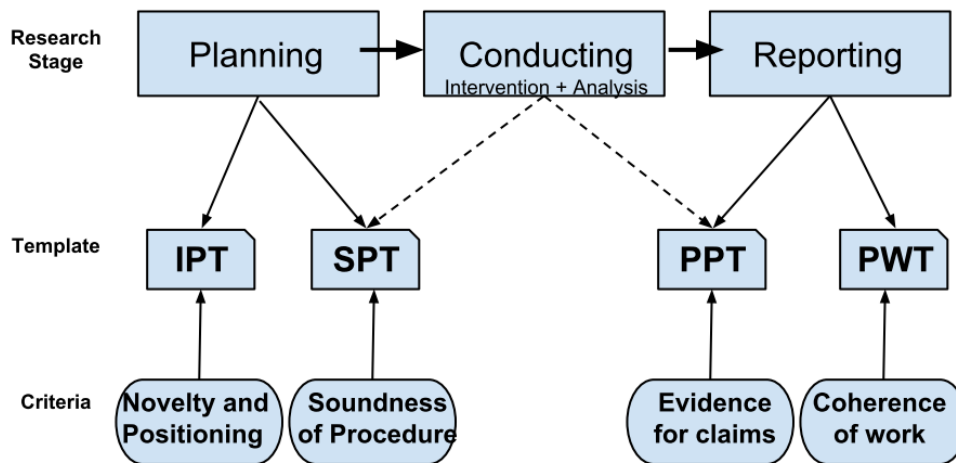 Research
Stage
Planning
Conducting
Intervention + Analysis
Reporting
Template
IPT
SPT
PPT
PWT
Criteria
Novelty and
Positioning
Soundness
of Procedure
Evidence
for claims
Coherence
of work